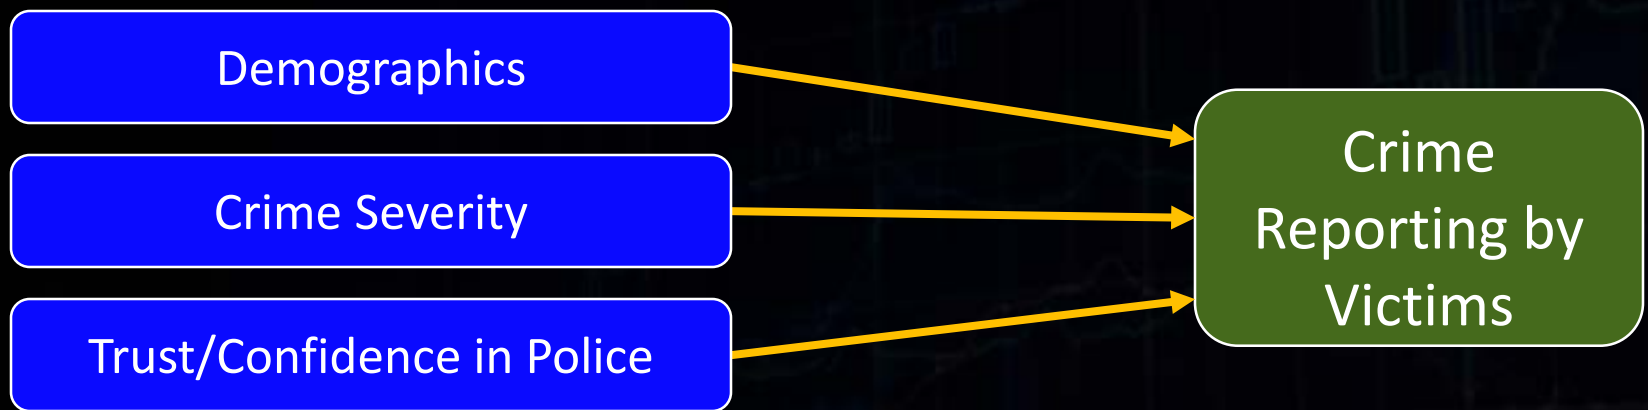 Demographics
Crime Severity
Trust/Confidence in Police
Crime
Reporting by
Victims